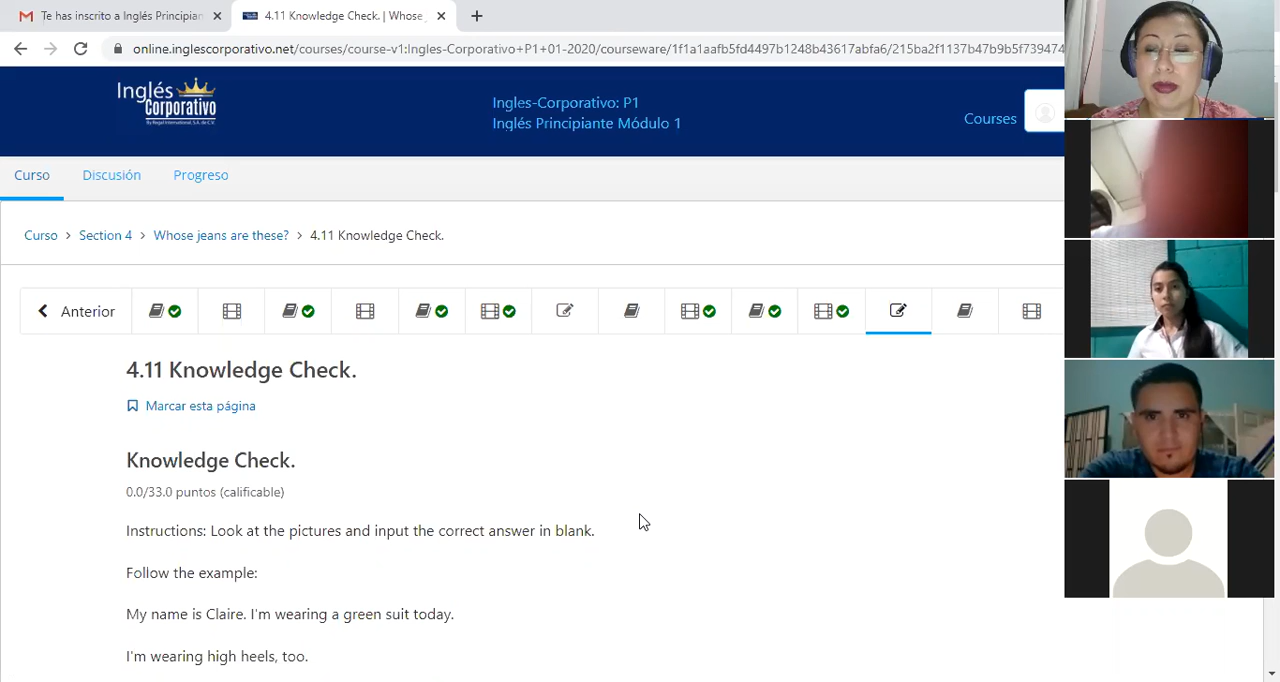 Te has inscrito a Inglés Principian
4.11 Knowledge Check. | Whose
online.inglescorporativo.net/courses/course-v1:Ingles-Corporativo+P1+01-2020/courseware/1f1a1aafb5fd4497b1248b43617abfa6/215ba2f1137b47b9b5f739474
Inglés
Corporativo
By Regal International, S.A. de C.V.
Ingles-Corporativo: P1
Inglés Principiante Módulo 1
Courses
Curso Discusión Progreso
Curso > Section 4 > Whose jeans are these? > 4.11 Knowledge Check.
Anterior
4.11 Knowledge Check.
Marcar esta página
Knowledge Check.
0.0/33.0 puntos (calificable)
Instructions: Look at the pictures and input the correct answer in blank.
Follow the example:
My name is Claire. I'm wearing a green suit today.
I'm wearing high heels, too.